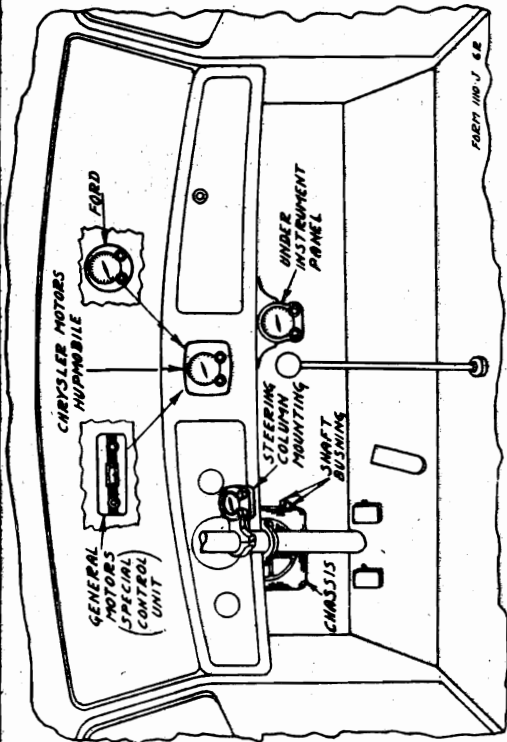 GENERAL
MOTORS
(SPECIAL
CONTROL
UNIT)
CHRYSLER MOTORS
HUPMOBILE
FORD
STEERING
COLUMN
MOUNTING
UNDER
INSTRUMENT
PANEL
SHAFT
BUSHING
CHASSIS
FORM 1110-J 6R